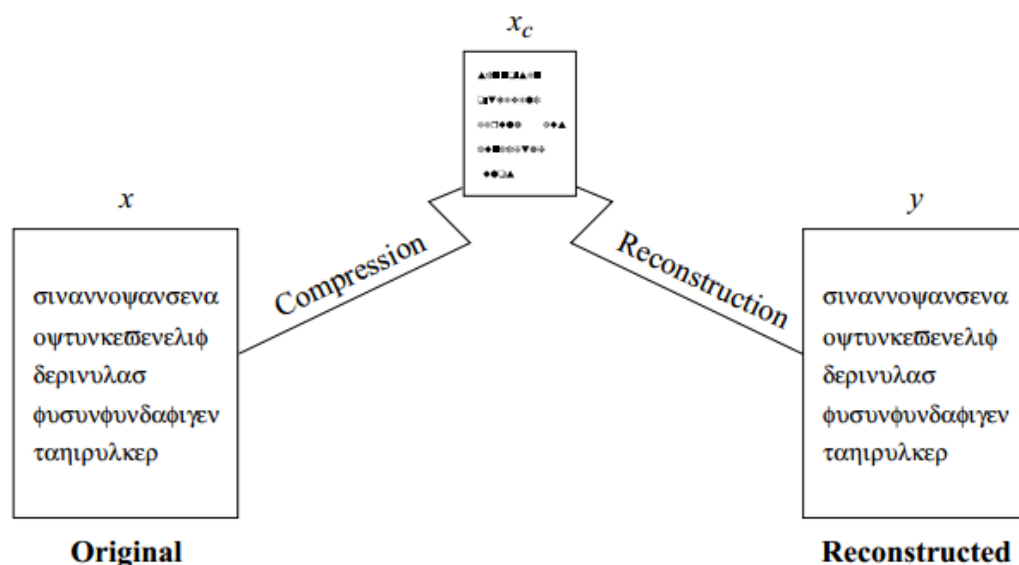 x_c
x
y
Compression
Reconstruction
σιναννοψανσενα
οψτυνκεϖενελιφ
δερινυλασ
φυσυνφυνδαφιγεν
ταηιρυλκερ
σιναννοψανσενα
οψτυνκεϖενελιφ
δερινυλασ
φυσυνφυνδαφιγεν
ταηιρυλκερ
Original
Reconstructed